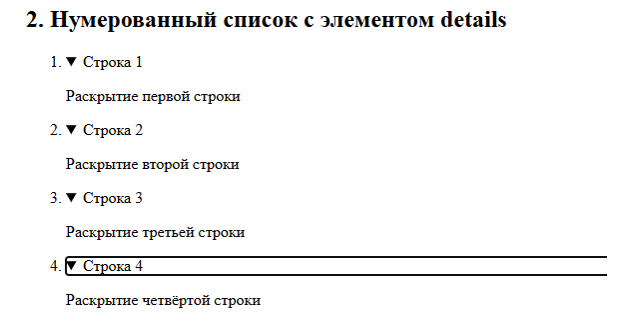 2. Нумерованный список с элементом details
1. ▼ Строка 1
Раскрытие первой строки
2. ▼ Строка 2
Раскрытие второй строки
3. ▼ Строка 3
Раскрытие третьей строки
4. ▼ Строка 4
Раскрытие четвёртой строки